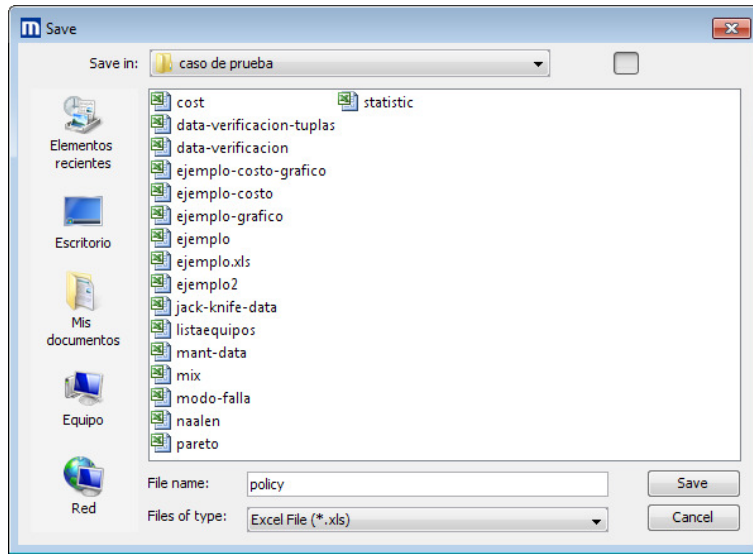 Save
Save in: caso de prueba
Elementos recientes
Escritorio
Mis documentos
Equipo
Red
cost
data-verificacion-tuplas
data-verificacion
ejemplo-costo-grafico
ejemplo-costo
ejemplo-grafico
ejemplo
ejemplo.xls
ejemplo2
jack-knife-data
listaequipos
mant-data
mix
modo-falla
naalen
pareto
statistic
File name: policy
Save
Files of type: Excel File (*.xls)
Cancel